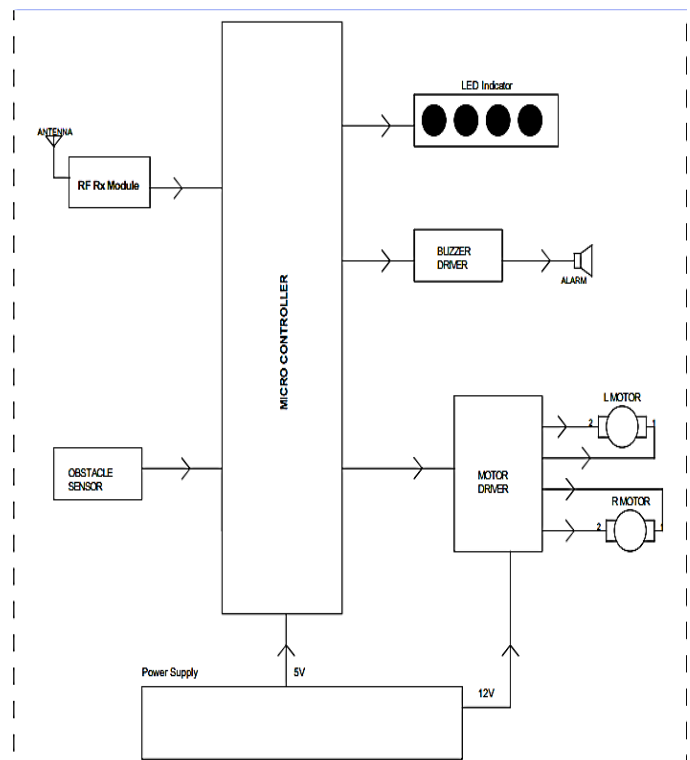 LED Indicator
ANTENNA
RF Rx Module
BUZZER
DRIVER
ALARM
MICRO CONTROLLER
L MOTOR
2 1
OBSTACLE
SENSOR
MOTOR
DRIVER
R MOTOR
2 1
Power Supply
5V
12V